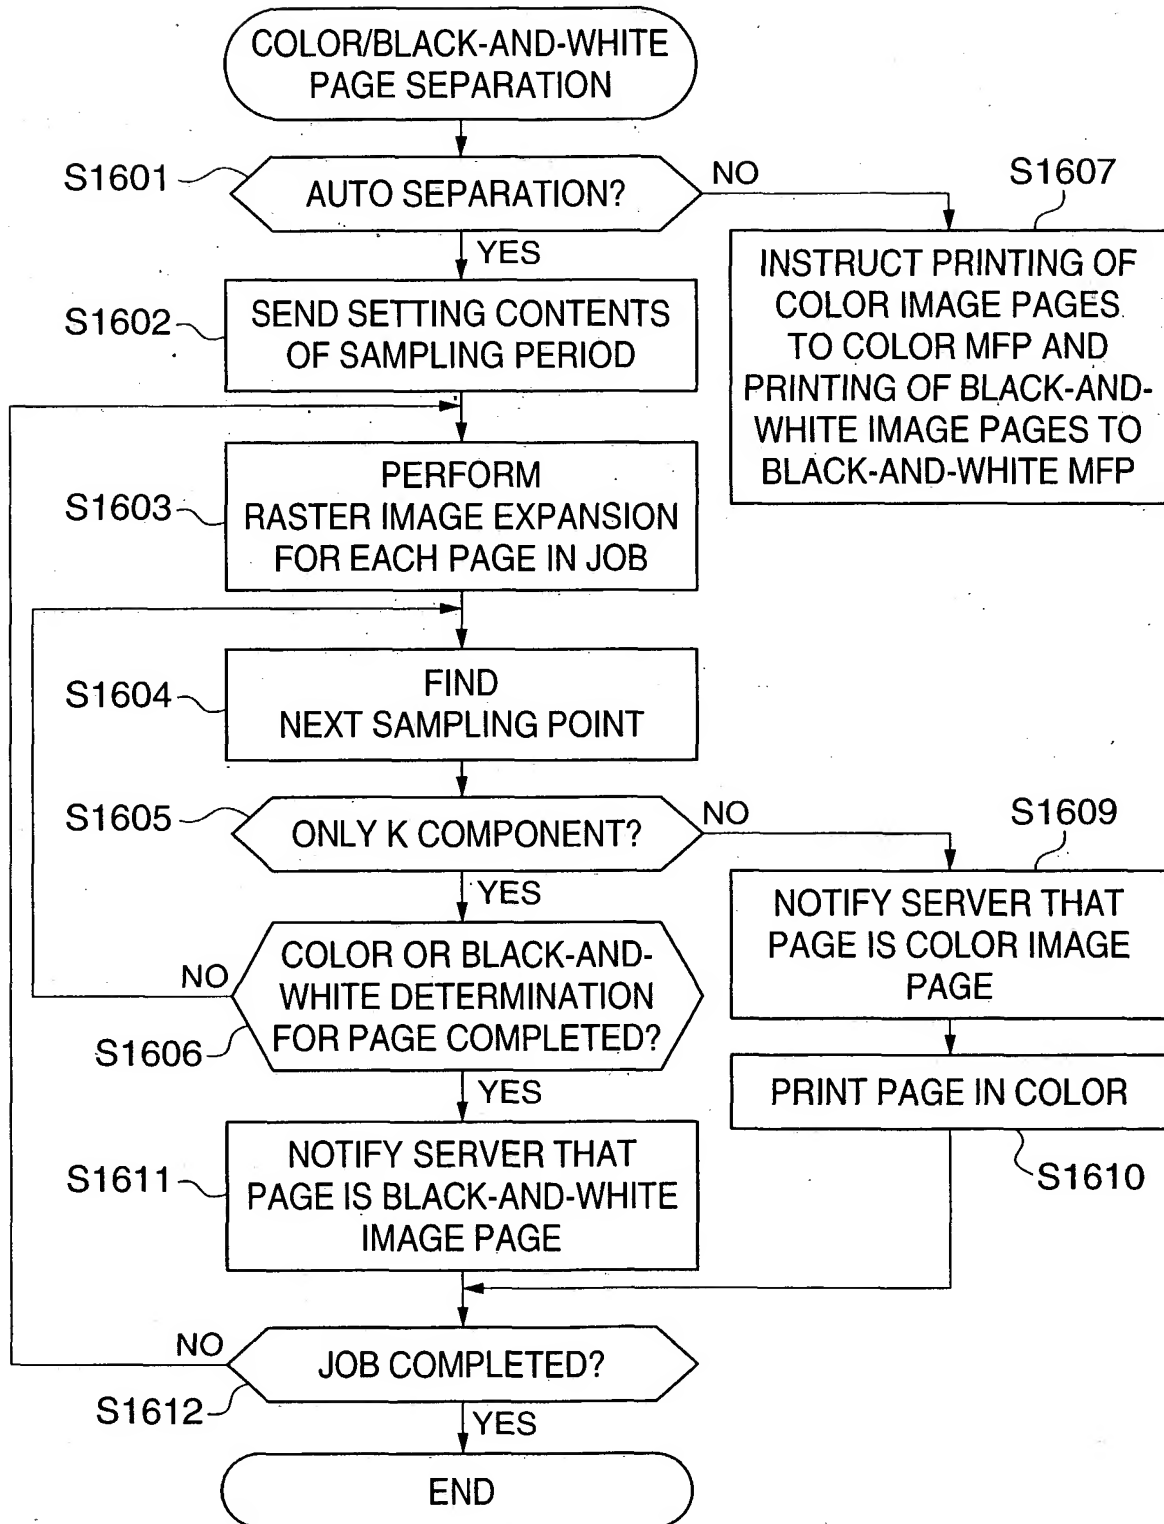 COLOR/BLACK-AND-WHITE
PAGE SEPARATION
S1601
AUTO SEPARATION?
NO
S1607
YES
INSTRUCT PRINTING OF
COLOR IMAGE PAGES
TO COLOR MFP AND
PRINTING OF BLACK-AND-
WHITE IMAGE PAGES TO
BLACK-AND-WHITE MFP
S1602
SEND SETTING CONTENTS
OF SAMPLING PERIOD
S1603
PERFORM
RASTER IMAGE EXPANSION
FOR EACH PAGE IN JOB
S1604
FIND
NEXT SAMPLING POINT
S1605
ONLY K COMPONENT?
NO
S1609
YES
NOTIFY SERVER THAT
PAGE IS COLOR IMAGE
PAGE
NO
COLOR OR BLACK-AND-
WHITE DETERMINATION
FOR PAGE COMPLETED?
S1606
YES
PRINT PAGE IN COLOR
S1610
S1611
NOTIFY SERVER THAT
PAGE IS BLACK-AND-WHITE
IMAGE PAGE
NO
JOB COMPLETED?
S1612
YES
END